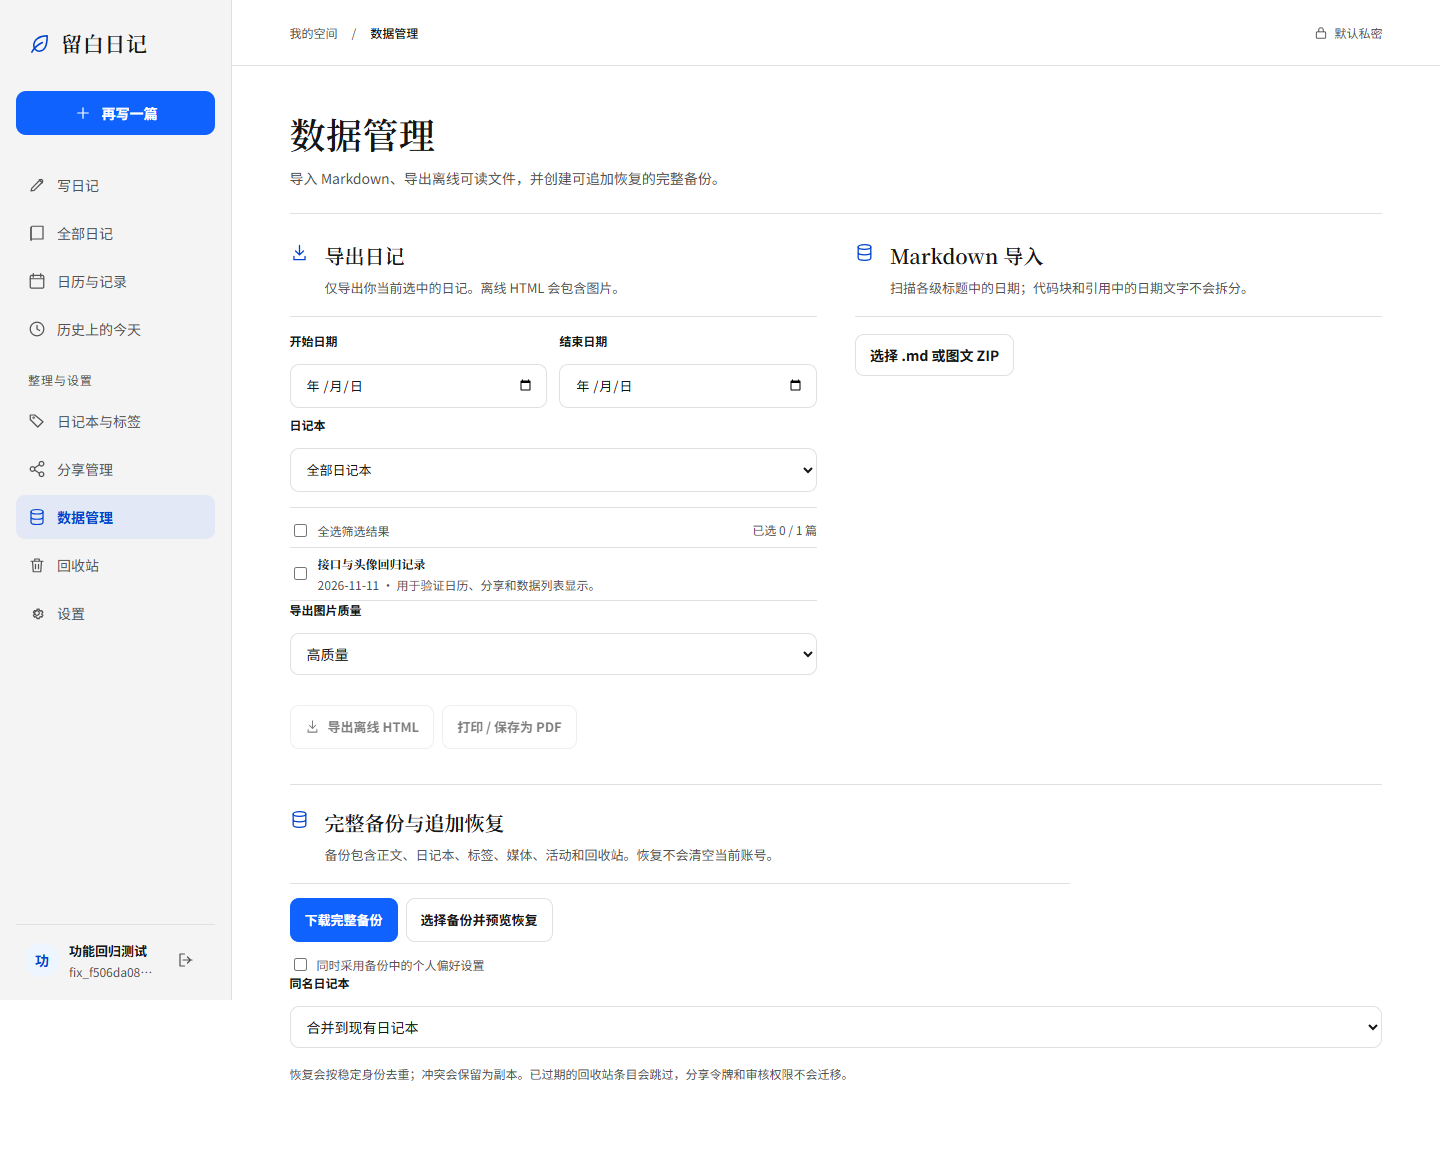 留白日记
再写一篇
写日记
全部日记
日历与记录
历史上的今天
整理与设置
日记本与标签
分享管理
数据管理
回收站
设置
功
功能回归测试
fix_f506da08···
我的空间 / 数据管理
默认私密
数据管理
导入 Markdown、导出离线可读文件，并创建可追加恢复的完整备份。
导出日记
仅导出你当前选中的日记。离线 HTML 会包含图片。
开始日期
结束日期
年 /月/日
年 /月/日
日记本
全部日记本
全选筛选结果
已选 0 / 1 篇
接口与头像回归记录
2026-11-11 · 用于验证日历、分享和数据列表显示。
导出图片质量
高质量
导出离线 HTML
打印 / 保存为 PDF
Markdown 导入
扫描各级标题中的日期；代码块和引用中的日期文字不会拆分。
选择 .md 或图文 ZIP
完整备份与追加恢复
备份包含正文、日记本、标签、媒体、活动和回收站。恢复不会清空当前账号。
下载完整备份
选择备份并预览恢复
同时采用备份中的个人偏好设置
同名日记本
合并到现有日记本
恢复会按稳定身份去重；冲突会保留为副本。已过期的回收站条目会跳过，分享令牌和审核权限不会迁移。